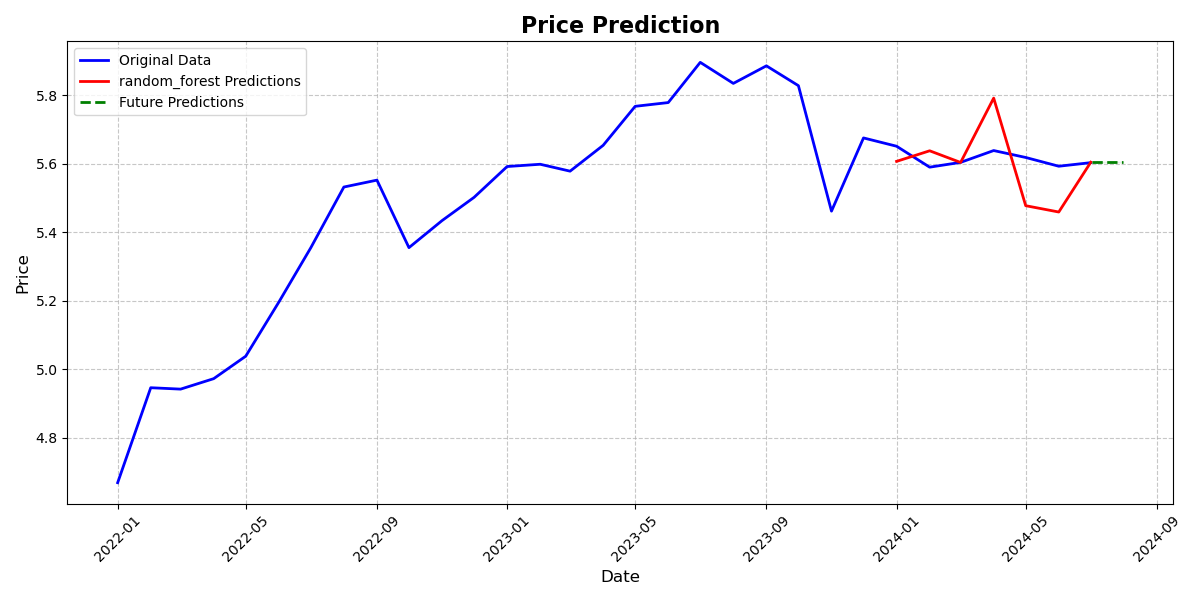 Price Prediction
Original Data
random_forest Predictions
Future Predictions
Price
5.8
5.6
5.4
5.2
5.0
4.8
2022-01
2022-05
2022-09
2023-01
2023-05
2023-09
2024-01
2024-05
2024-09
Date